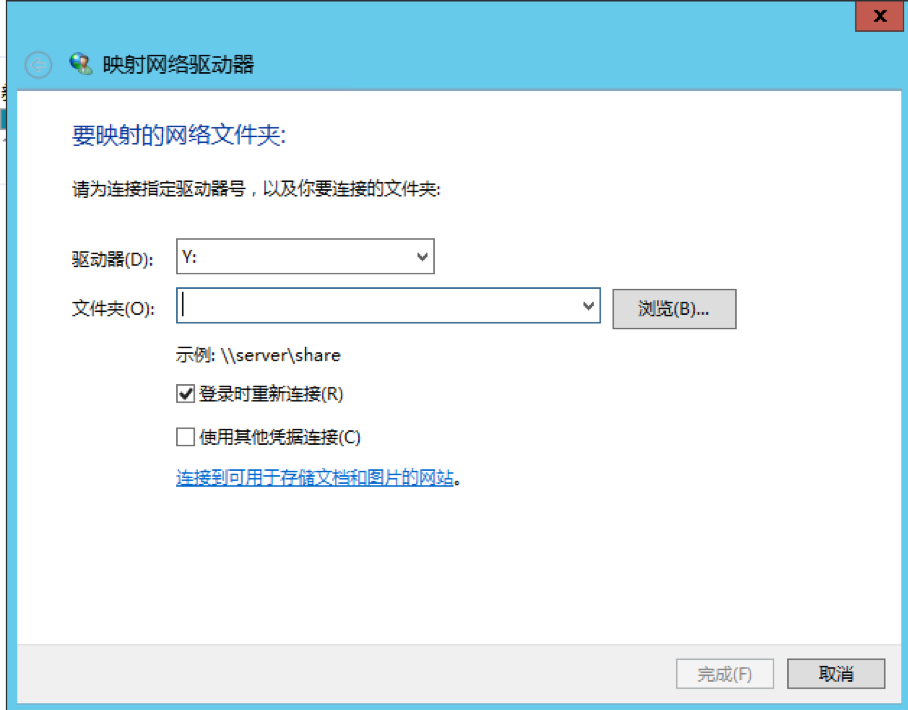 映射网络驱动器
要映射的网络文件夹:
请为连接指定驱动器号，以及你要连接的文件夹:
驱动器(D): Y:
文件夹(O): 浏览(B)...
示例: \\server\share
登录时重新连接(R)
使用其他凭据连接(C)
连接到可用于存储文档和图片的网站。
完成(F) 取消